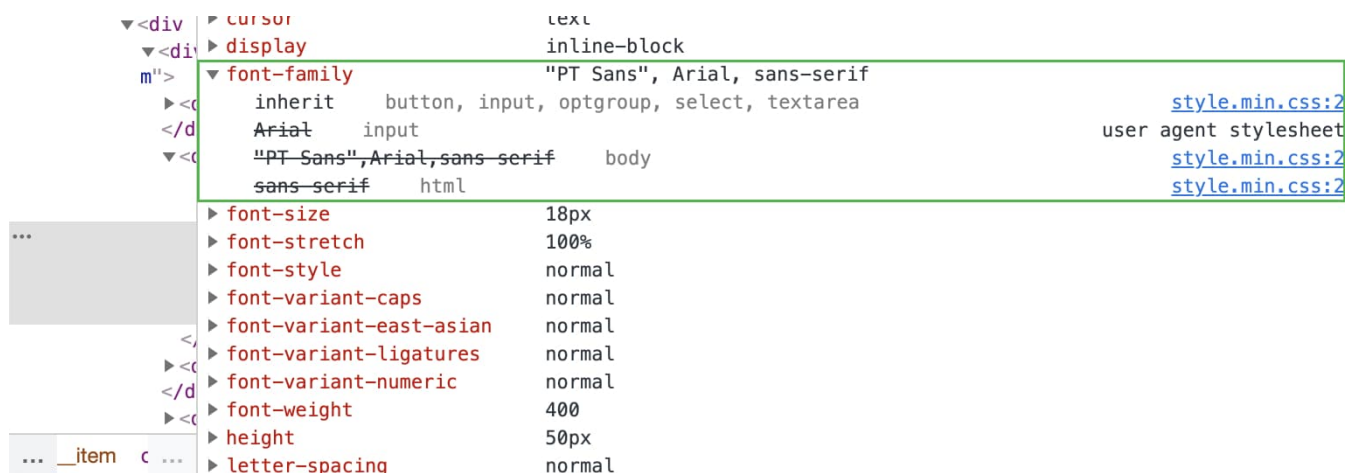 ▼<div
▼<div
m">
▶<d
</d
▼<d
...
</
▶<d
</d
▶<d
... __item c ...
▶ cursor text
▶ display inline-block
▼ font-family "PT Sans", Arial, sans-serif
inherit button, input, optgroup, select, textarea style.min.css:2
Arial input user agent stylesheet
"PT Sans",Arial,sans-serif body style.min.css:2
sans-serif html style.min.css:2
▶ font-size 18px
▶ font-stretch 100%
▶ font-style normal
▶ font-variant-caps normal
▶ font-variant-east-asian normal
▶ font-variant-ligatures normal
▶ font-variant-numeric normal
▶ font-weight 400
▶ height 50px
▶ letter-spacing normal